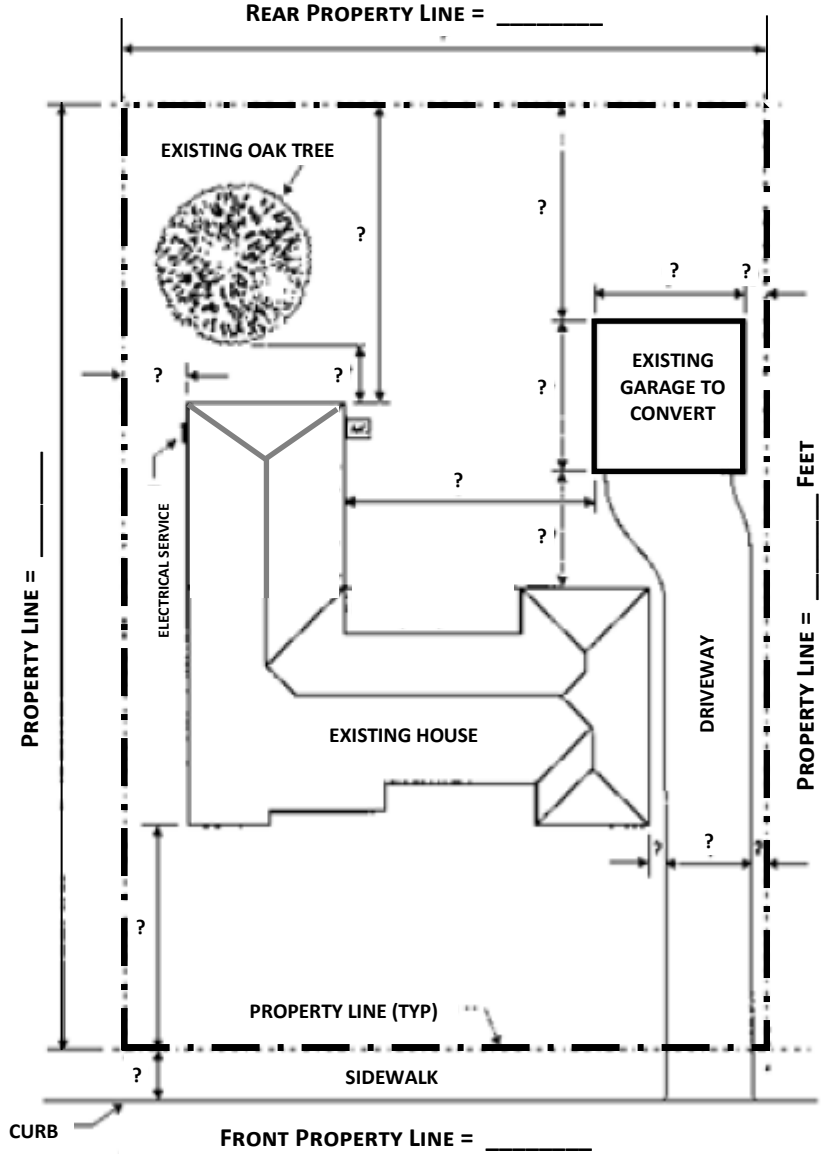 REAR PROPERTY LINE = ________
EXISTING OAK TREE
?
?
?
?
?
?
?
EXISTING
GARAGE TO
CONVERT
E
?
?
ELECTRICAL SERVICE
PROPERTY LINE = ________
PROPERTY LINE = ________ FEET
DRIVEWAY
EXISTING HOUSE
?
?
?
?
PROPERTY LINE (TYP)
?
SIDEWALK
CURB
FRONT PROPERTY LINE = ________